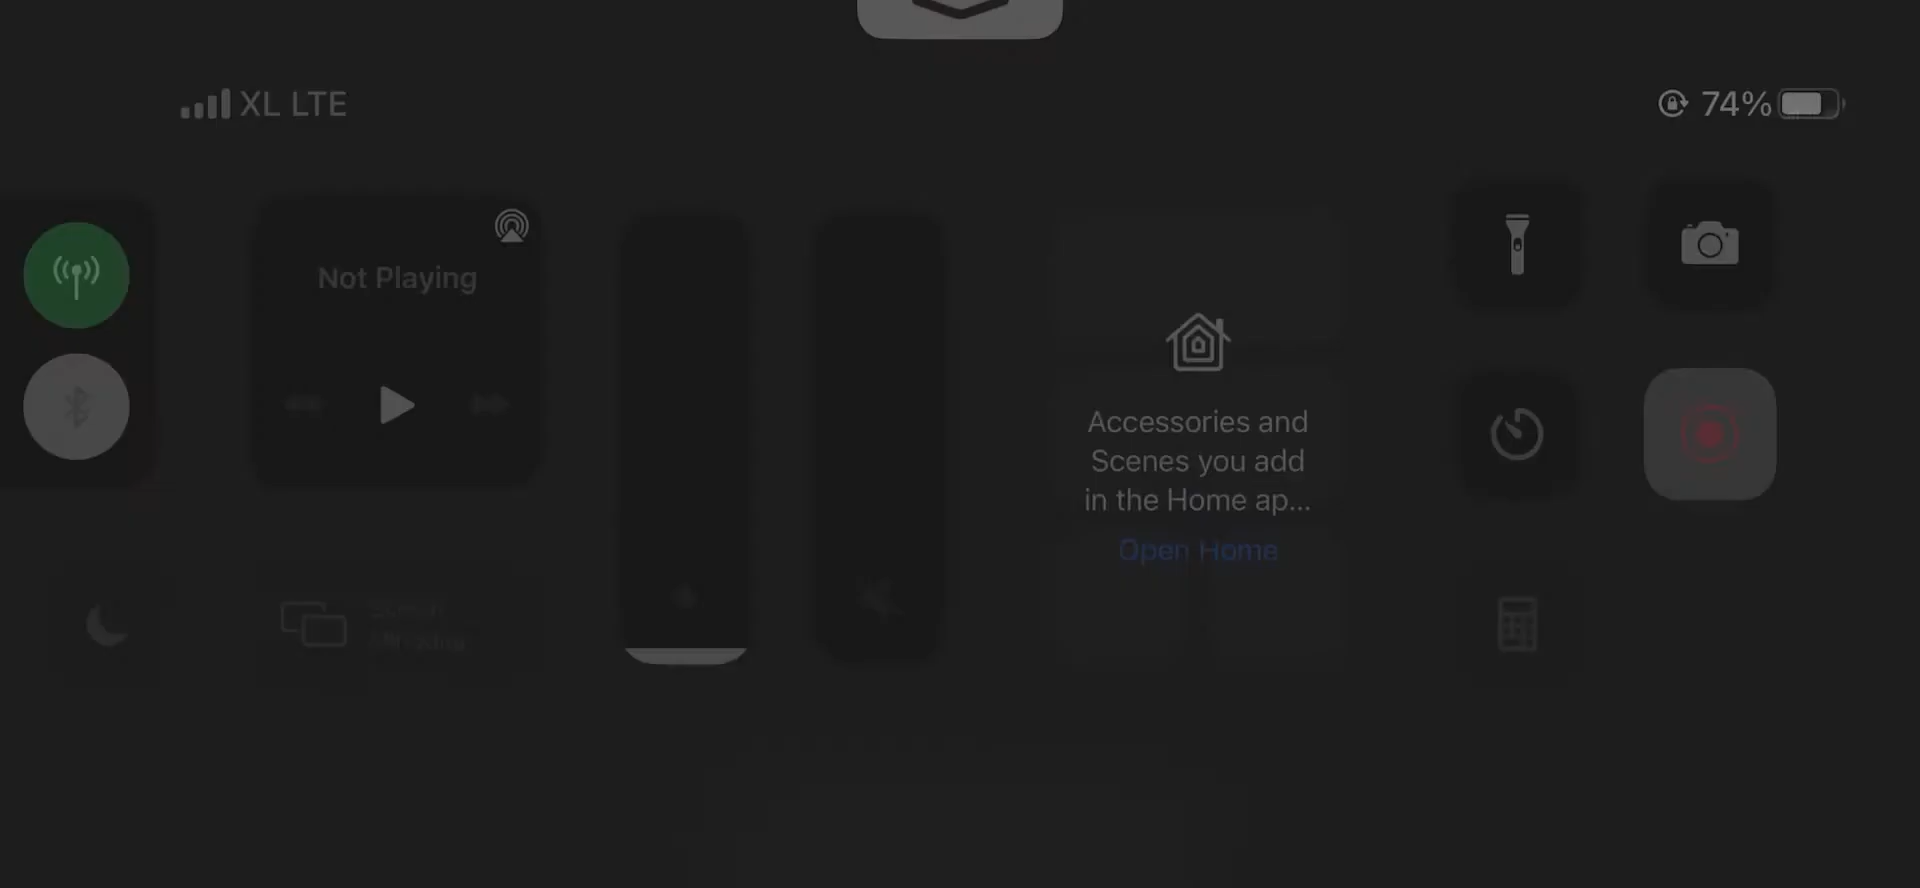 XL LTE
74%
Not Playing
Accessories and
Scenes you add
in the Home ap...
Open Home